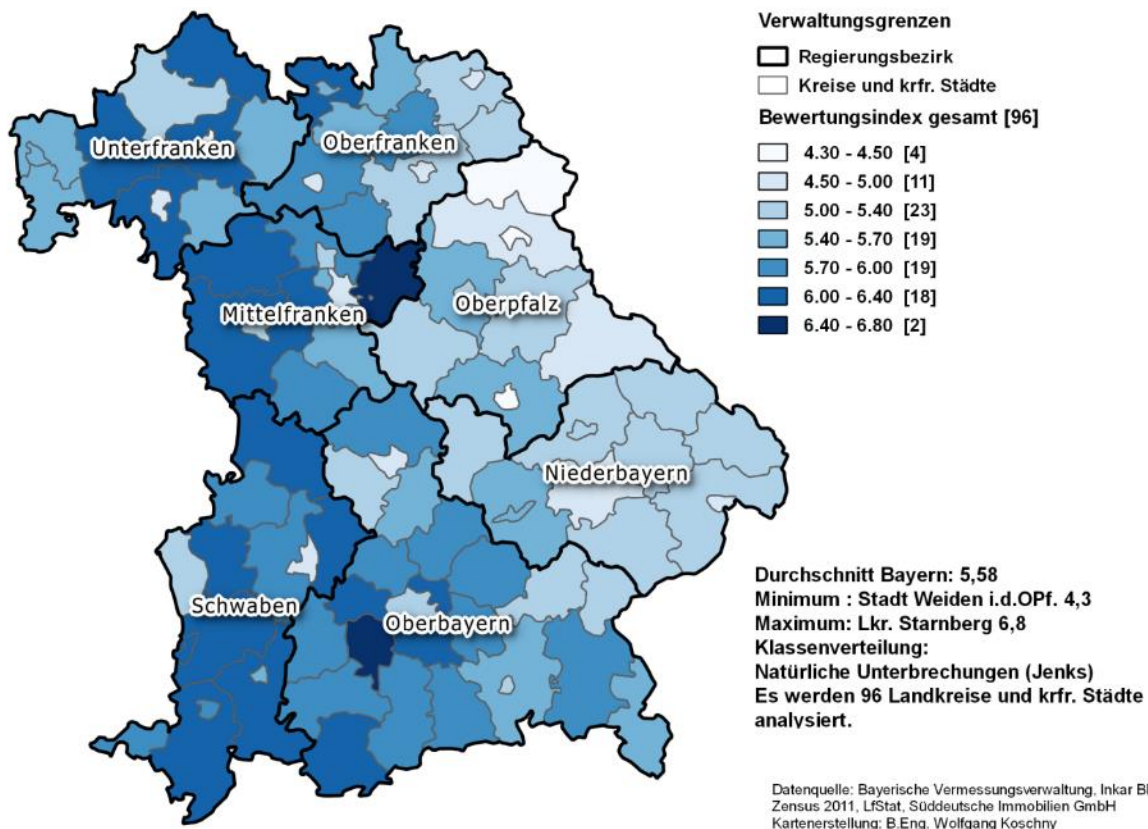 Verwaltungsgrenzen
Regierungsbezirk
Kreise und krfr. Städte
Bewertungsindex gesamt [96]
4.30 - 4.50 [4]
4.50 - 5.00 [11]
5.00 - 5.40 [23]
5.40 - 5.70 [19]
5.70 - 6.00 [19]
6.00 - 6.40 [18]
6.40 - 6.80 [2]
Unterfranken
Oberfranken
Mittelfranken
Oberpfalz
Niederbayern
Schwaben
Oberbayern
Durchschnitt Bayern: 5,58
Minimum : Stadt Weiden i.d.OPf. 4,3
Maximum: Lkr. Starnberg 6,8
Klassenverteilung:
Natürliche Unterbrechungen (Jenks)
Es werden 96 Landkreise und krfr. Städte
analysiert.
Datenquelle: Bayerische Vermessungsverwaltung, Inkar
Zensus 2011, LfStat, Süddeutsche Immobilien GmbH
Kartenerstellung: B.Eng. Wolfgang Koschny